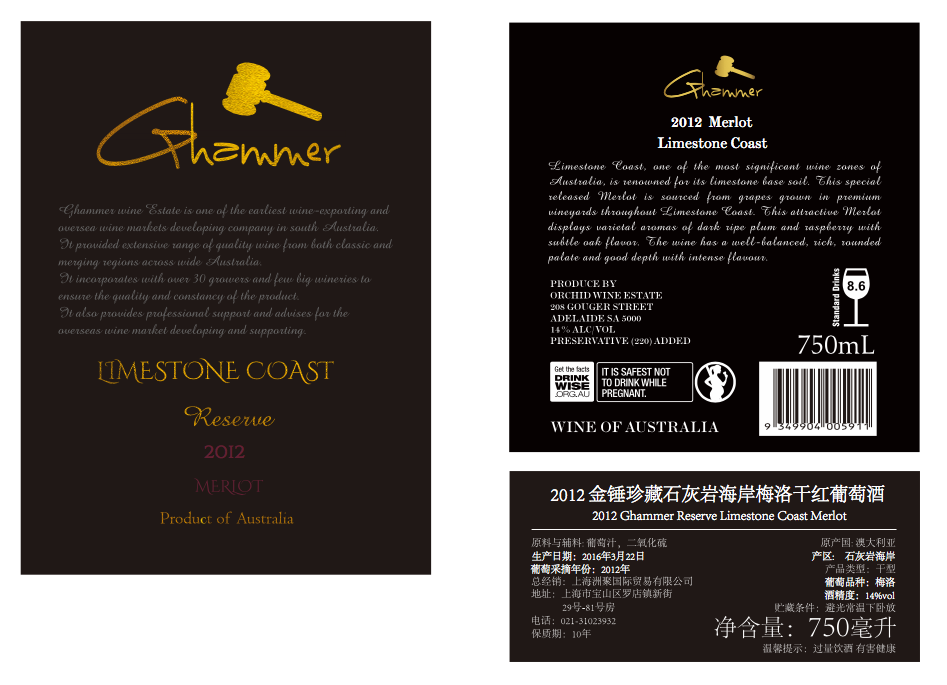 Ghammer
Ghammer wine Estate is one of the earliest wine-exporting and
oversea wine markets developing company in south Australia.
It provided extensive range of quality wine from both classic and
merging regions across wide Australia.
It incorporates with over 30 growers and few big wineries to
ensure the quality and constancy of the product.
It also provides professional support and advises for the
overseas wine market developing and supporting.
LIMESTONE COAST
Reserve
2012
MERLOT
Product of Australia
Ghammer
2012 Merlot
Limestone Coast
Limestone Coast, one of the most significant wine zones of
Australia, is renowned for its limestone base soil. This special
released Merlot is sourced from grapes grown in premium
vineyards throughout Limestone Coast. This attractive Merlot
displays varietal aromas of dark ripe plum and raspberry with
subtle oak flavor. The wine has a well-balanced, rich, rounded
palate and good depth with intense flavour.
PRODUCE BY
ORCHID WINE ESTATE
208 GOUGER STREET
ADELAIDE SA 5000
14% ALC/VOL
PRESERVATIVE (220) ADDED
Standard Drinks
8.6
750mL
Get the facts
DRINK
WISE
.ORG.AU
IT IS SAFEST NOT
TO DRINK WHILE
PREGNANT.
WINE OF AUSTRALIA
9 349904 005911
2012 金锤珍藏石灰岩海岸梅洛干红葡萄酒
2012 Ghammer Reserve Limestone Coast Merlot
原料与辅料: 葡萄汁、二氧化硫
生产日期：2016年3月22日
葡萄采摘年份：2012年
总经销：上海洲聚国际贸易有限公司
地址：上海市宝山区罗店镇新街
29号-81号房
电话：021-31023932
保质期：10年
原产国: 澳大利亚
产区: 石灰岩海岸
产品类型：干型
葡萄品种：梅洛
酒精度：14%vol
贮藏条件：避光常温下卧放
净含量：750毫升
温馨提示：过量饮酒 有害健康